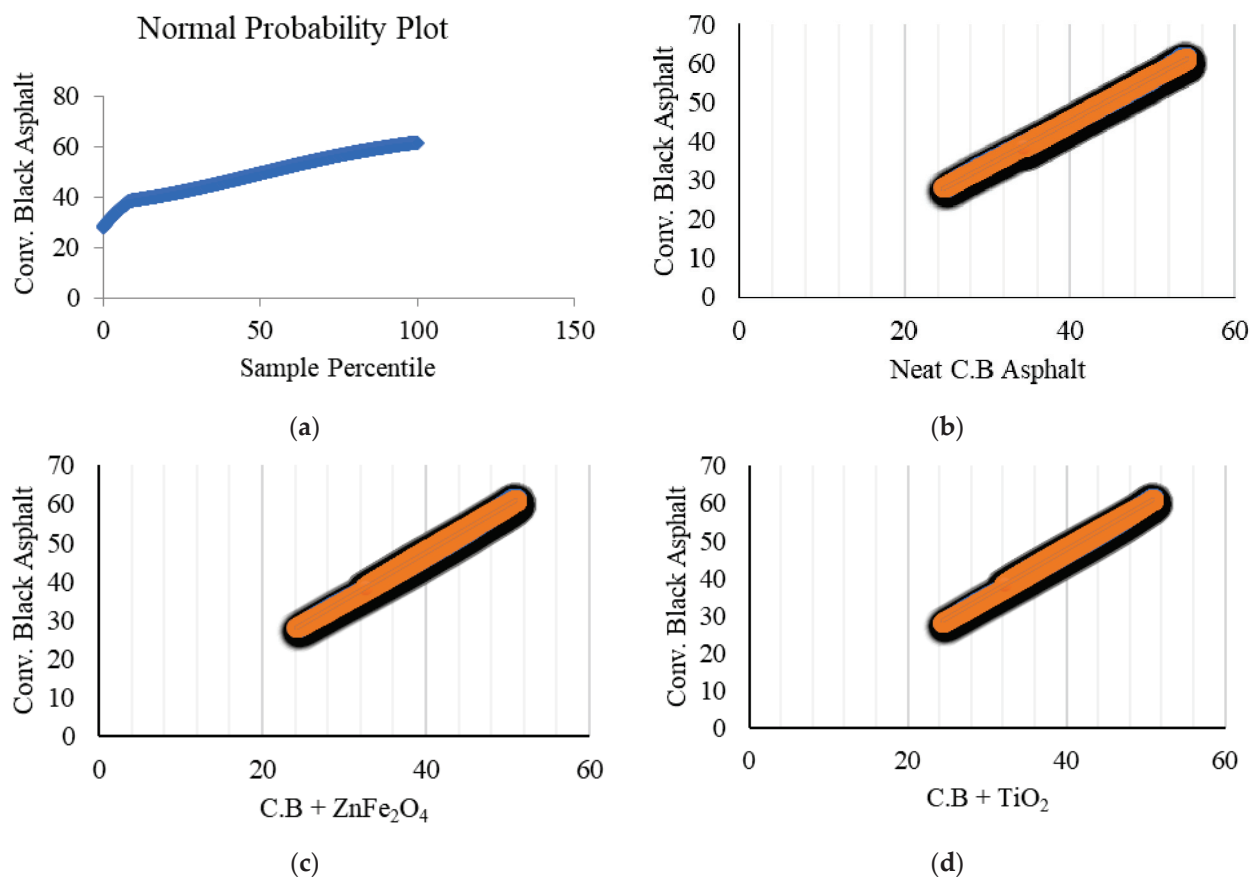 Normal Probability Plot
Conv. Black Asphalt
80
60
40
20
0
0 50 100 150
Sample Percentile
(a)
Conv. Black Asphalt
70
60
50
40
30
20
10
0
0 20 40 60
Neat C.B Asphalt
(b)
Conv. Black Asphalt
70
60
50
40
30
20
10
0
0 20 40 60
C.B + ZnFe₂O₄
(c)
Conv. Black Asphalt
70
60
50
40
30
20
10
0
0 20 40 60
C.B + TiO₂
(d)